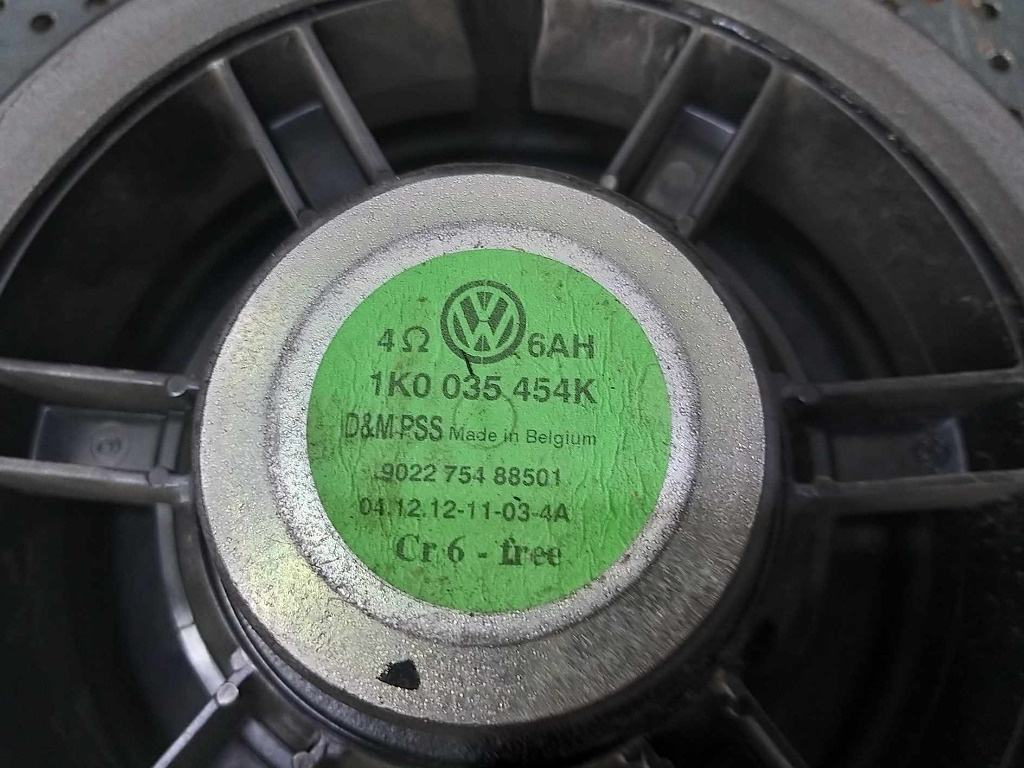 4Ω VW 6AH
1K0 035 454K
D&M PSS Made in Belgium
9022 754 88501
04.12.12-11-03-4A
Cr 6 - free